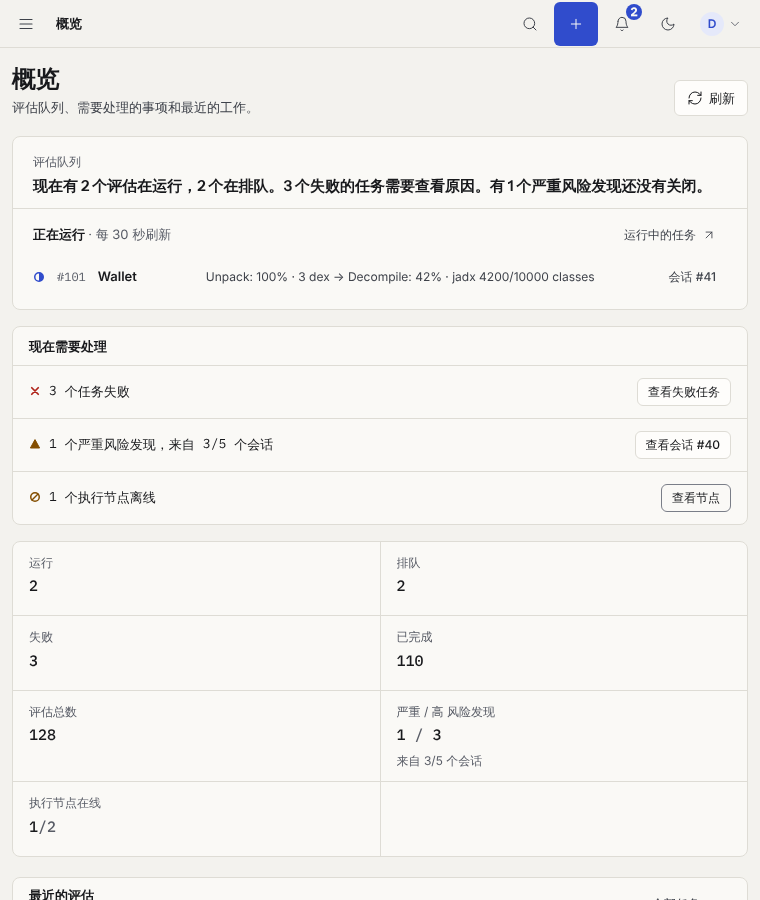 概览
2
D
概览
评估队列、需要处理的事项和最近的工作。
刷新
评估队列
现在有 2 个评估在运行，2 个在排队。3 个失败的任务需要查看原因。有 1 个严重风险发现还没有关闭。
正在运行 · 每 30 秒刷新
运行中的任务
#101 Wallet Unpack: 100% · 3 dex → Decompile: 42% · jadx 4200/10000 classes 会话 #41
现在需要处理
3 个任务失败
查看失败任务
1 个严重风险发现，来自 3/5 个会话
查看会话 #40
1 个执行节点离线
查看节点
运行
2
排队
2
失败
3
已完成
110
评估总数
128
严重 / 高 风险发现
1 / 3
来自 3/5 个会话
执行节点在线
1/2
最近的评估